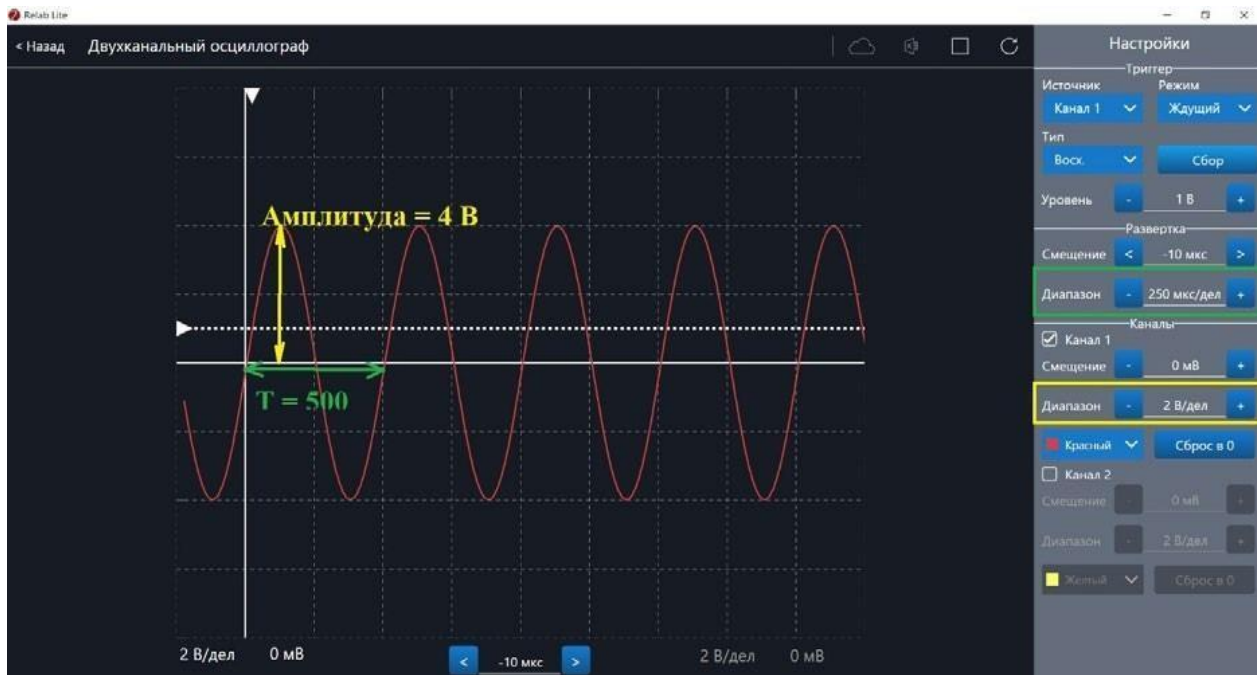 Relab Lite
< Назад Двухканальный осциллограф
Настройки
Триггер
Источник Режим
Канал 1 Ждущий
Тип
Восх. Сбор
Уровень - 1 В +
Развертка
Смещение < -10 мкс >
Диапазон - 250 мкс/дел +
Каналы
Канал 1
Смещение - 0 мВ +
Диапазон - 2 В/дел +
Красный Сброс в 0
Канал 2
Смещение - 0 мВ +
Диапазон - 2 В/дел +
Желтый Сброс в 0
Амплитуда = 4 В
T = 500
2 В/дел 0 мВ < -10 мкс > 2 В/дел 0 мВ